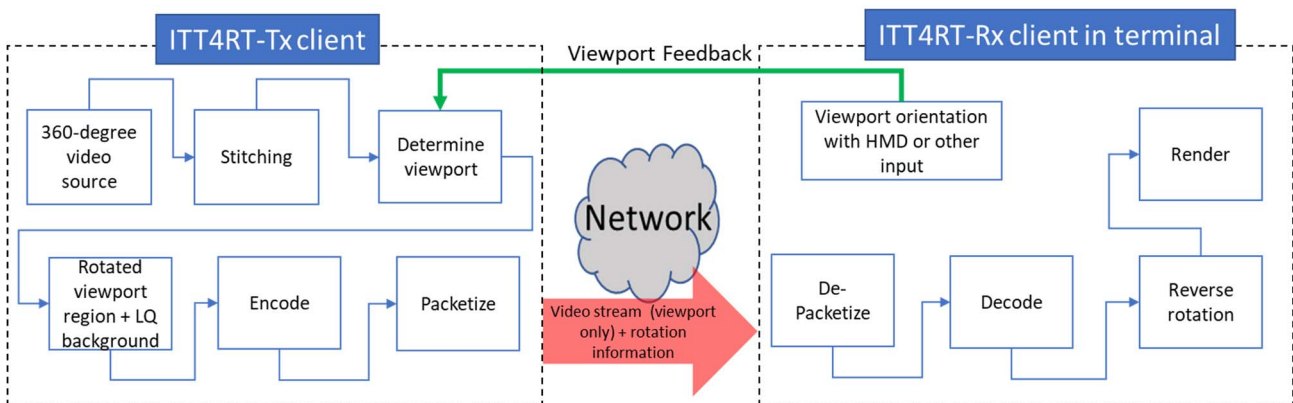 ITT4RT-Tx client
ITT4RT-Rx client in terminal
Viewport Feedback
360-degree
video
source
Stitching
Determine
viewport
Viewport orientation
with HMD or other
input
Render
Network
Rotated
viewport
region + LQ
background
Encode
Packetize
Video stream (viewport
only) + rotation
information
De-
Packetize
Decode
Reverse
rotation